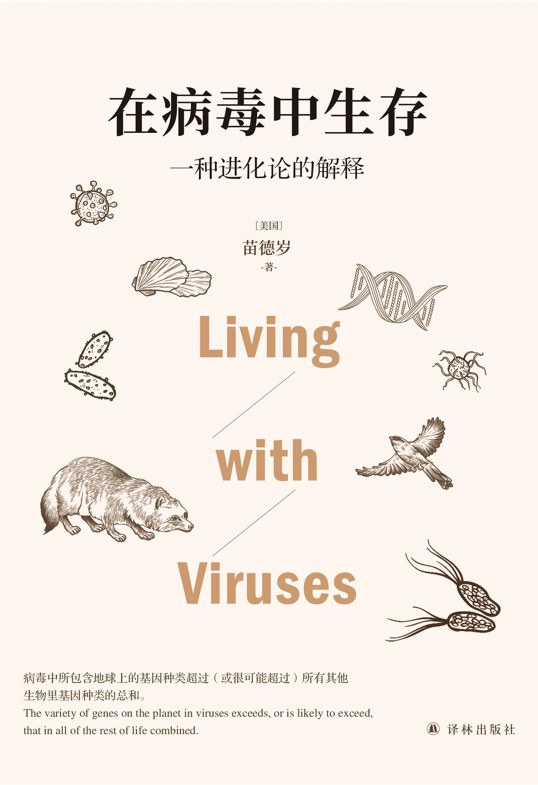 在病毒中生存
一种进化论的解释
［美国］
苗德岁
-著-
Living
with
Viruses
病毒中所包含地球上的基因种类超过（或很可能超过）所有其他
生物里基因种类的总和。
The variety of genes on the planet in viruses exceeds, or is likely to exceed,
that in all of the rest of life combined.
译林出版社